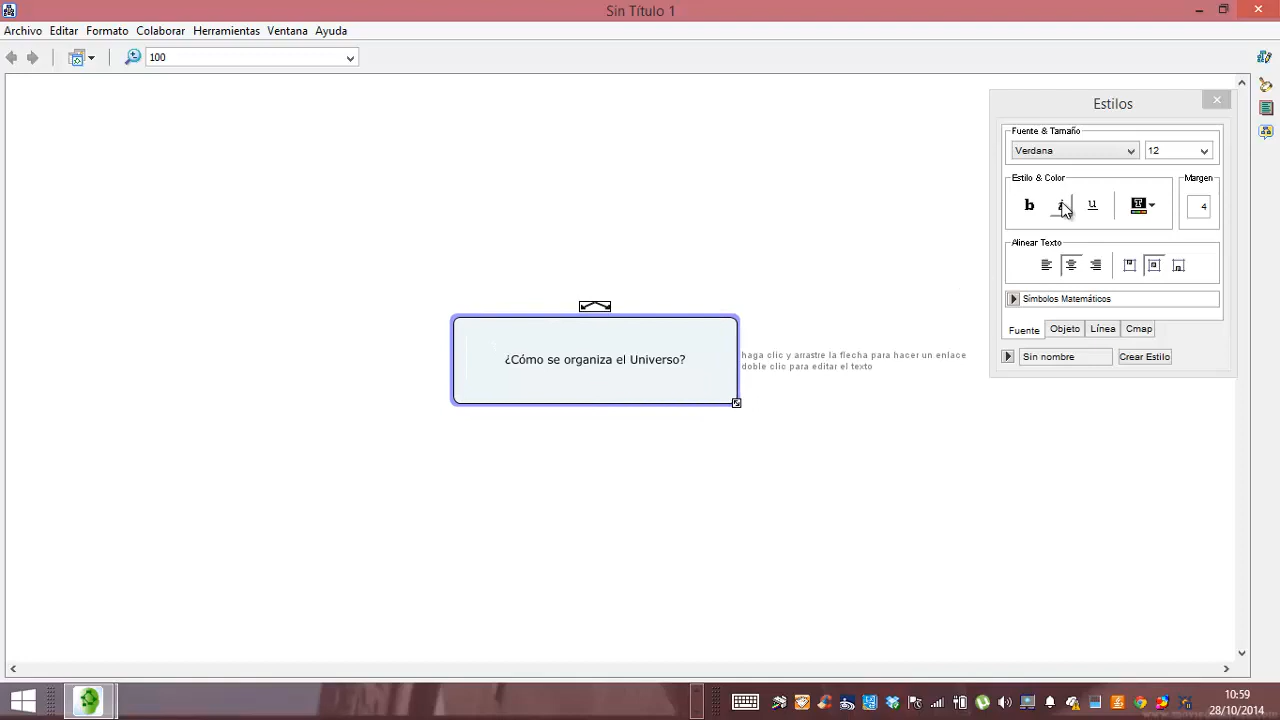 Sin Título 1
Archivo Editar Formato Colaborar Herramientas Ventana Ayuda
100
Estilos
Fuente & Tamaño
Verdana 12
Estilo & Color Margen
b i u T 4
Alinear Texto
Símbolos Matemáticos
Fuente Objeto Línea Cmap
Sin nombre Crear Estilo
¿Cómo se organiza el Universo?
haga clic y arrastre la flecha para hacer un enlace
doble clic para editar el texto
10:59
28/10/2014